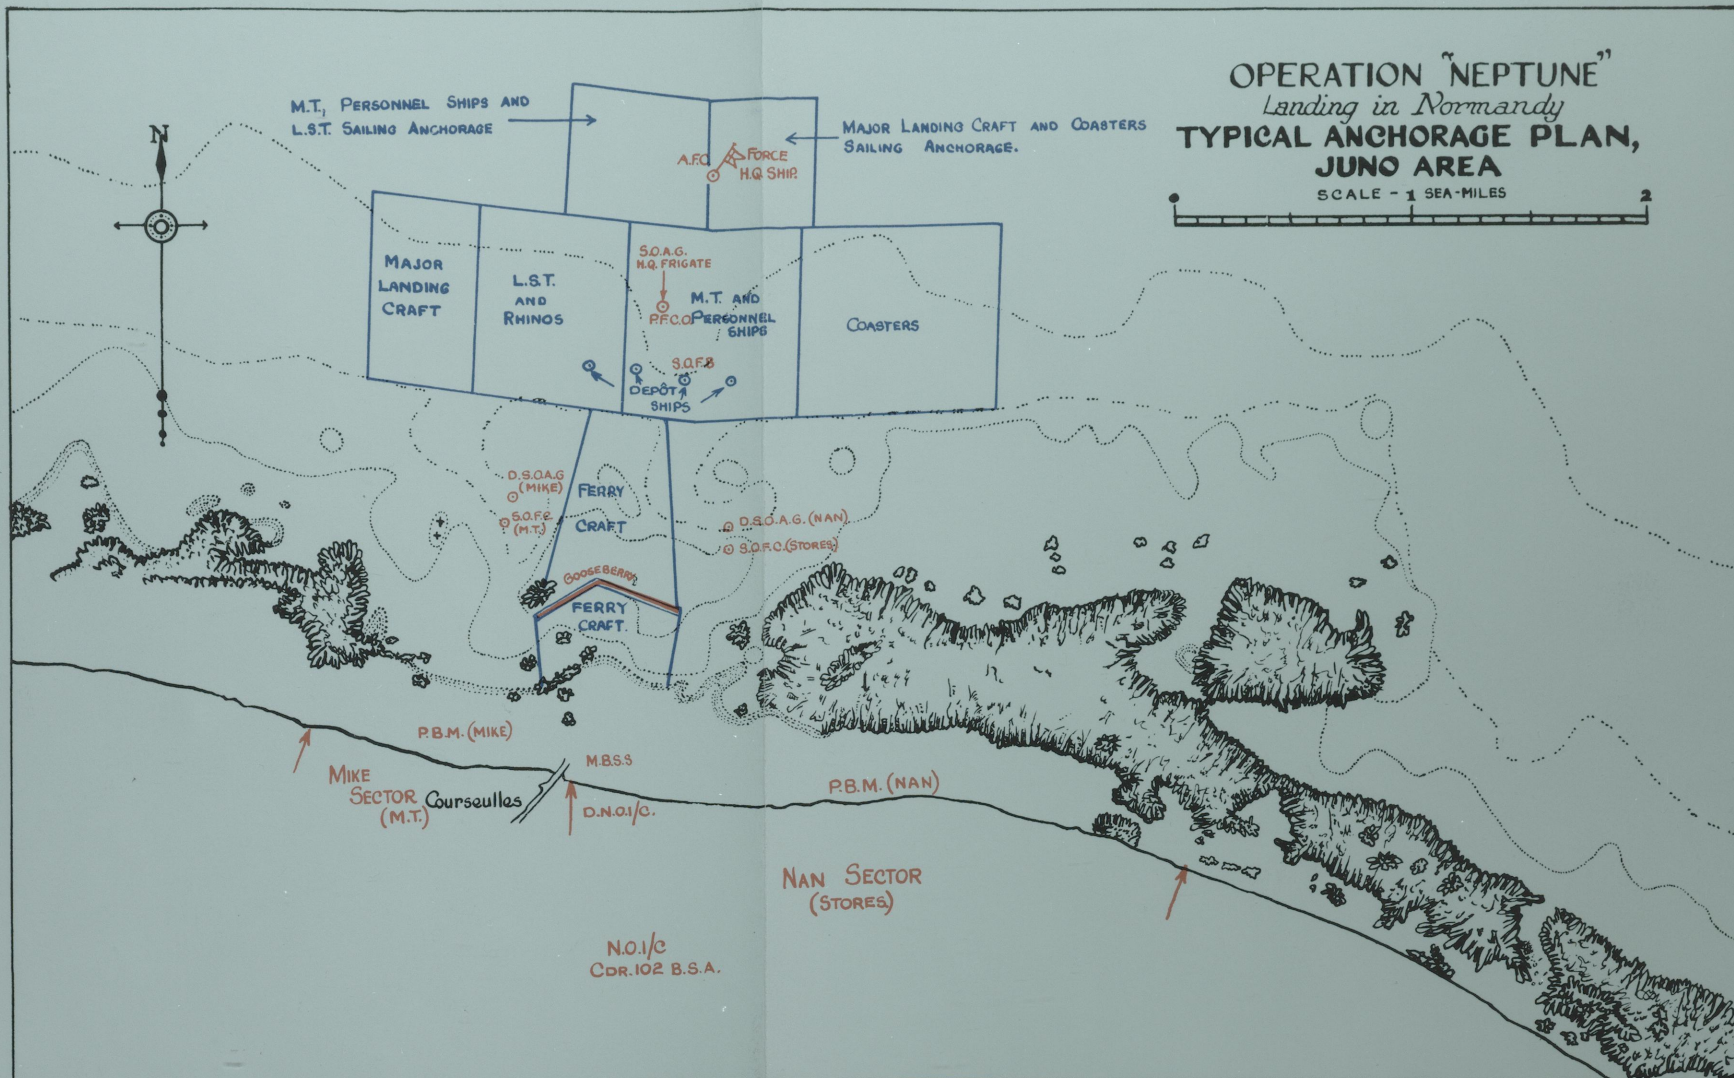 OPERATION "NEPTUNE"
Landing in Normandy
TYPICAL ANCHORAGE PLAN,
JUNO AREA
SCALE - 1 SEA-MILES
0 1 2
N
M.T., PERSONNEL SHIPS AND
L.S.T. SAILING ANCHORAGE
MAJOR LANDING CRAFT AND COASTERS
SAILING ANCHORAGE.
A.F.C.
FORCE
H.Q. SHIP.
MAJOR
LANDING
CRAFT
L.S.T.
AND
RHINOS
S.O.A.G.
H.Q. FRIGATE
P.F.C.O.
M.T. AND
PERSONNEL
SHIPS
COASTERS
S.O.F.B
DEPÔT
SHIPS
D.S.O.A.G
(MIKE)
S.O.F.C
(M.T.)
FERRY
CRAFT
D.S.O.A.G. (NAN)
S.O.F.C. (STORES)
GOOSEBERRY
FERRY
CRAFT.
P.B.M. (MIKE)
M.B.S.S
P.B.M. (NAN)
MIKE
SECTOR
(M.T.)
Courseulles
D.N.O.I/C.
NAN SECTOR
(STORES)
N.O.I/C
CDR. 102 B.S.A.